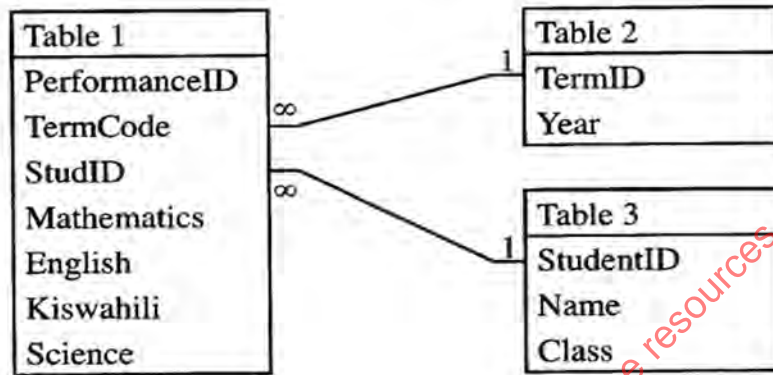 Table 1
PerformanceID
TermCode
StudID
Mathematics
English
Kiswahili
Science
∞
∞
1
1
Table 2
TermID
Year
Table 3
StudentID
Name
Class
e resources